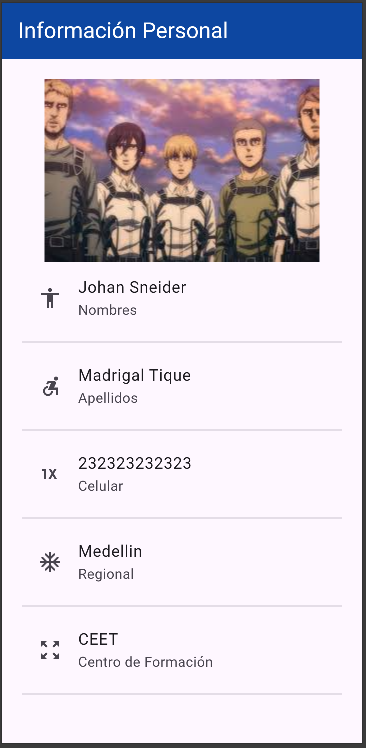 Información Personal
Johan Sneider
Nombres
Madrigal Tique
Apellidos
1X
232323232323
Celular
Medellin
Regional
CEET
Centro de Formación